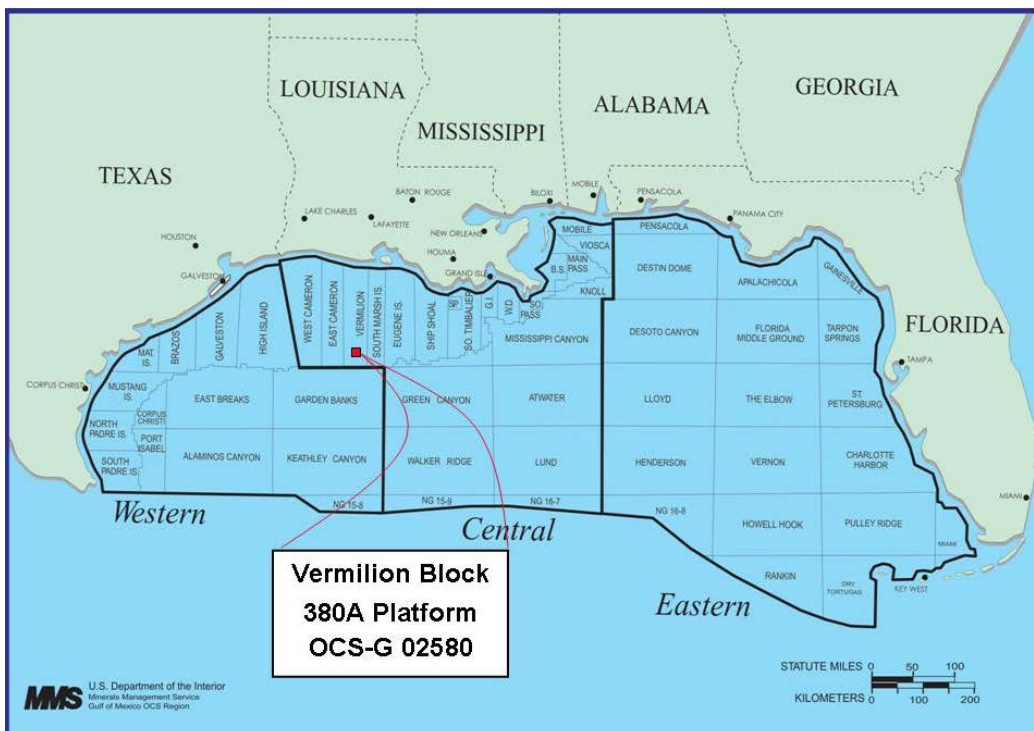 GEORGIA
LOUISIANA
ALABAMA
MISSISSIPPI
TEXAS
BATON ROUGE
BILOXI
MOBILE
PENSACOLA
LAKE CHARLES
LAFAYETTE
PANAMA CITY
HOUSTON
NEW ORLEANS
HOUMA
GRAND ISLE
GALVESTON
MOBILE
VIOSCA
KNOLL
PENSACOLA
B.S.
MAIN
PASS
DESTIN DOME
APALACHICOLA
GAINESVILLE
WEST CAMERON
EAST CAMERON
VERMILION
SOUTH MARSH IS.
EUGENE IS.
SHIP SHOAL
SP
SO. TIMBALIER
G.I.
W.D.
SO.
PASS
MISSISSIPPI CANYON
DESOTO CANYON
FLORIDA
MIDDLE GROUND
TARPON
SPRINGS
FLORIDA
HIGH ISLAND
GALVESTON
BRAZOS
MAT.
IS.
TAMPA
CORPUS CHRISTI
MUSTANG
IS.
CORPUS
CHRISTI
EAST BREAKS
GARDEN BANKS
GREEN CANYON
ATWATER
LLOYD
THE ELBOW
ST.
PETERSBURG
NORTH
PADRE IS.
PORT
ISABEL
SOUTH
PADRE IS.
ALAMINOS CANYON
KEATHLEY CANYON
WALKER RIDGE
LUND
HENDERSON
VERNON
CHARLOTTE
HARBOR
MIAMI
NG 15-8
NG 15-9
NG 16-7
NG 16-8
Western
Central
Eastern
HOWELL HOOK
PULLEY RIDGE
MIAMI
RANKIN
DRY
TORTUGAS
KEY WEST
Vermilion Block
380A Platform
OCS-G 02580
STATUTE MILES 0 50 100
KILOMETERS 0 100 200
MMS
U.S. Department of the Interior
Minerals Management Service
Gulf of Mexico OCS Region